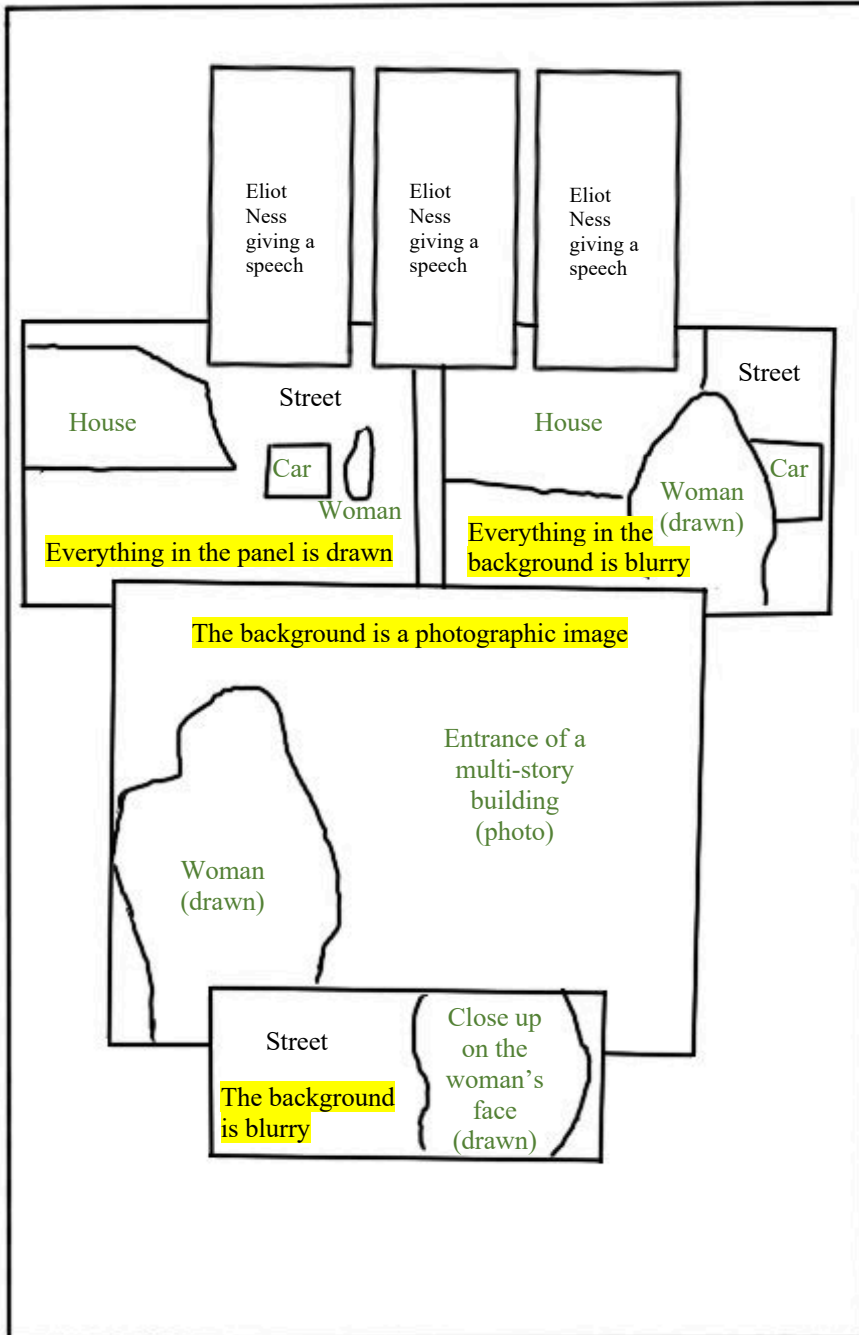 Eliot
Ness
giving a
speech
Eliot
Ness
giving a
speech
Eliot
Ness
giving a
speech
House
Street
Car
Woman
Everything in the panel is drawn
House
Street
Woman
(drawn)
Car
Everything in the
background is blurry
The background is a photographic image
Entrance of a
multi-story
building
(photo)
Woman
(drawn)
Street
The background
is blurry
Close up
on the
woman’s
face
(drawn)